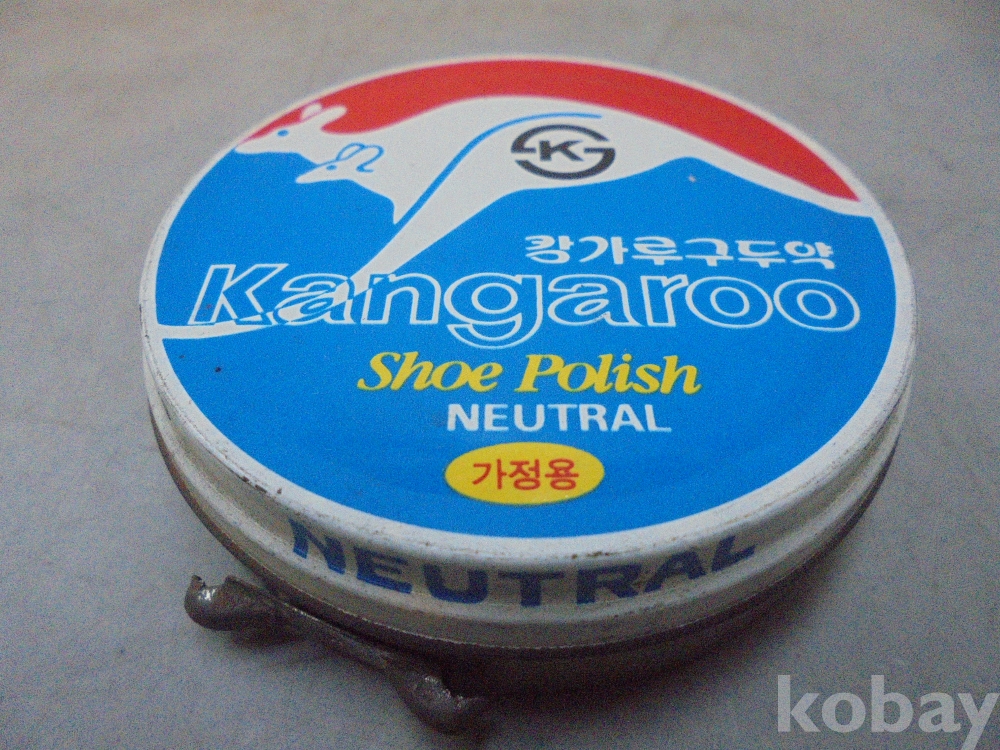 K
캉가루구두약
Kangaroo
Shoe Polish
NEUTRAL
가정용
NEUTRAL
kobay